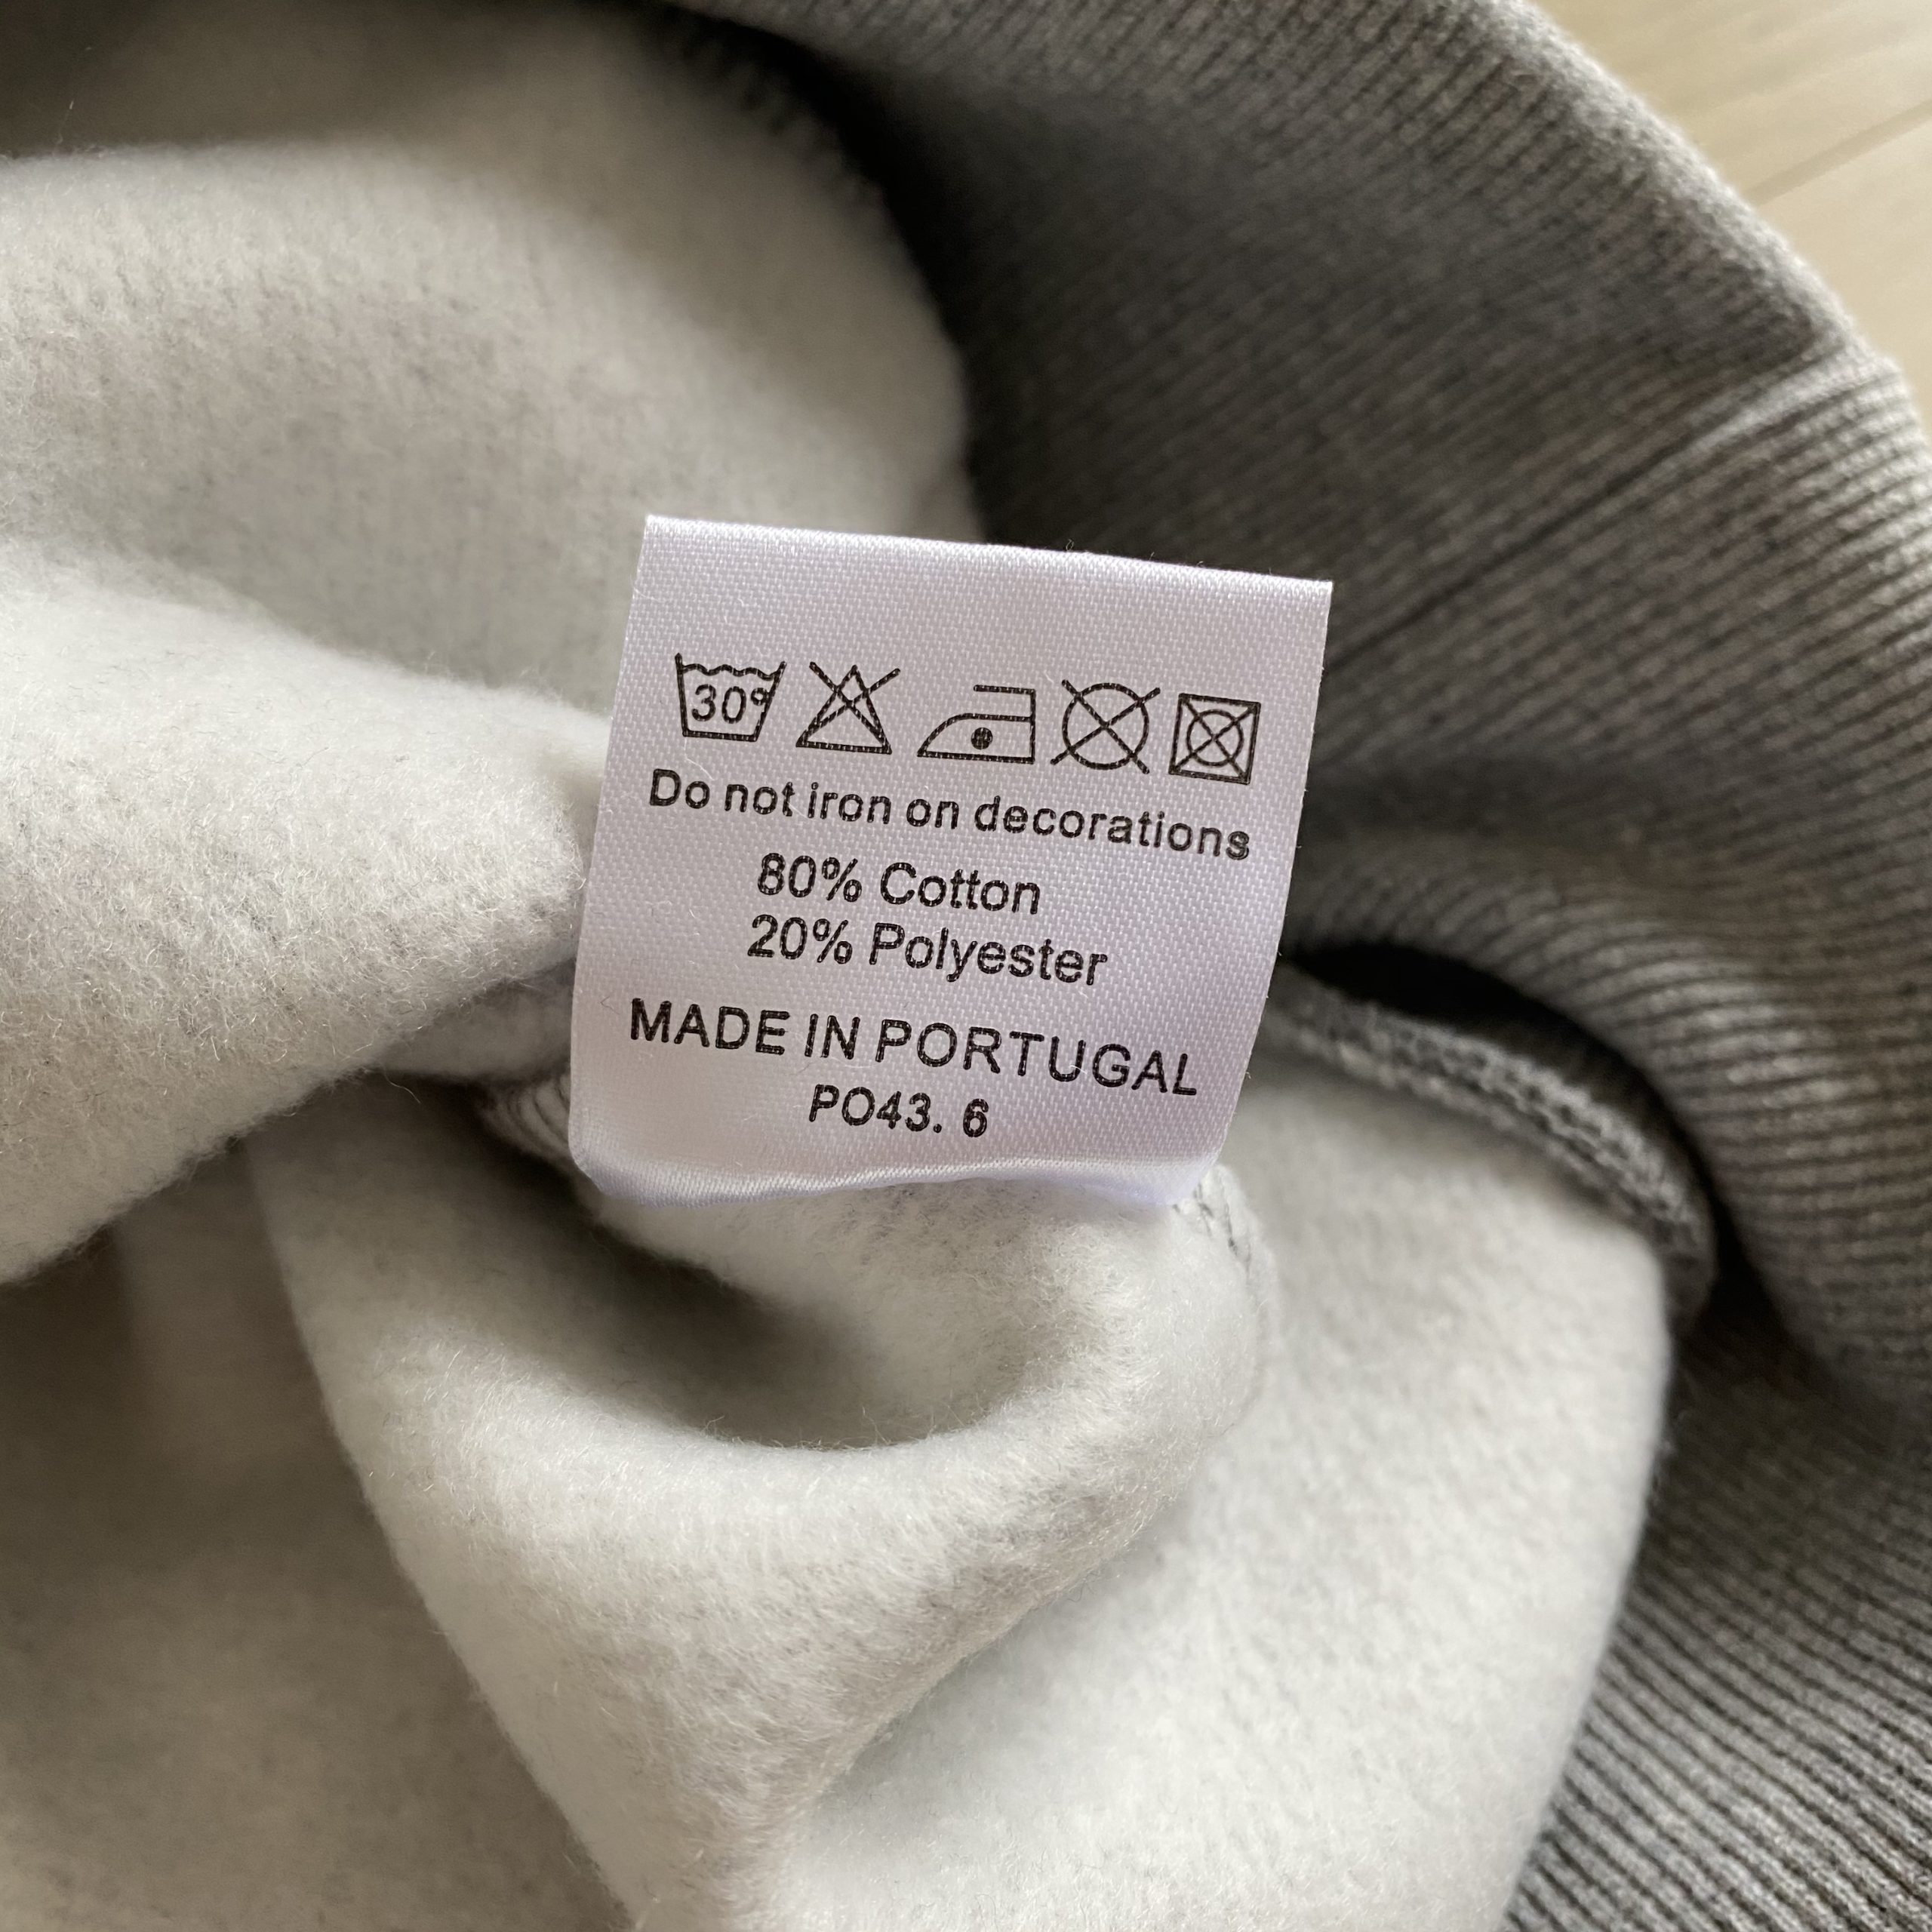 30°
Do not iron on decorations
80% Cotton
20% Polyester
MADE IN PORTUGAL
PO43. 6